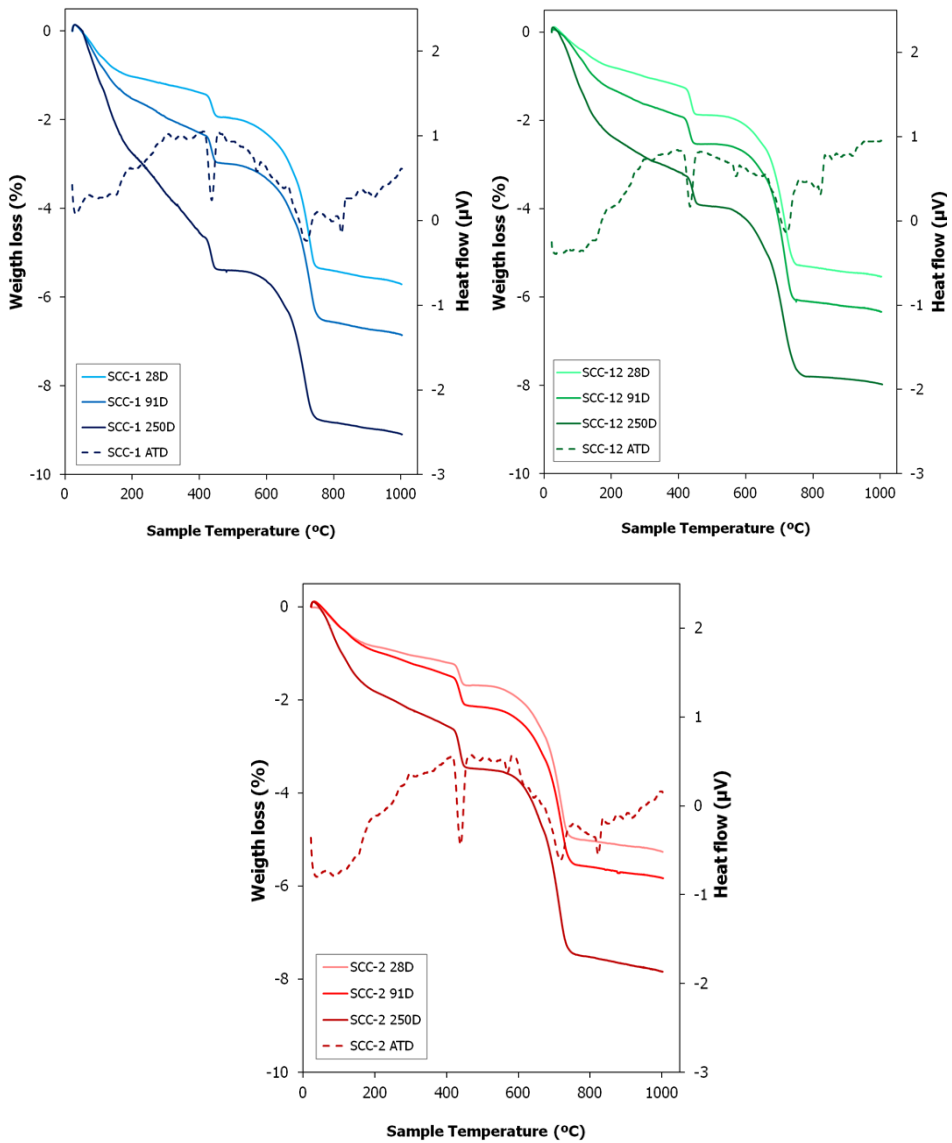 0
-2
-4
-6
-8
-10
Weigth loss (%)
2
1
0
-1
-2
-3
Heat flow (µV)
SCC-1 28D
SCC-1 91D
SCC-1 250D
SCC-1 ATD
0 200 400 600 800 1000
Sample Temperature (ºC)
0
-2
-4
-6
-8
-10
Weigth loss (%)
2
1
0
-1
-2
-3
Heat flow (µV)
SCC-12 28D
SCC-12 91D
SCC-12 250D
SCC-12 ATD
0 200 400 600 800 1000
Sample Temperature (ºC)
0
-2
-4
-6
-8
-10
Weigth loss (%)
2
1
0
-1
-2
-3
Heat flow (µV)
SCC-2 28D
SCC-2 91D
SCC-2 250D
SCC-2 ATD
0 200 400 600 800 1000
Sample Temperature (ºC)